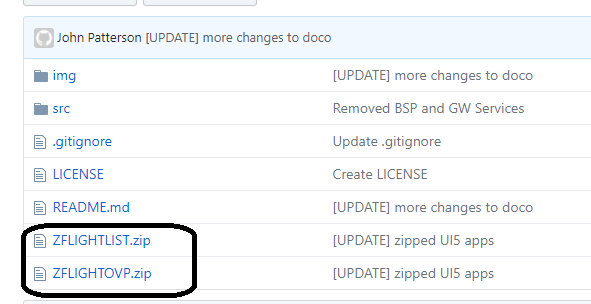 John Patterson [UPDATE] more changes to doco
img [UPDATE] more changes to doco
src Removed BSP and GW Services
.gitignore Update .gitignore
LICENSE Create LICENSE
README.md [UPDATE] more changes to doco
ZFLIGHTLIST.zip [UPDATE] zipped UI5 apps
ZFLIGHTOVP.zip [UPDATE] zipped UI5 apps